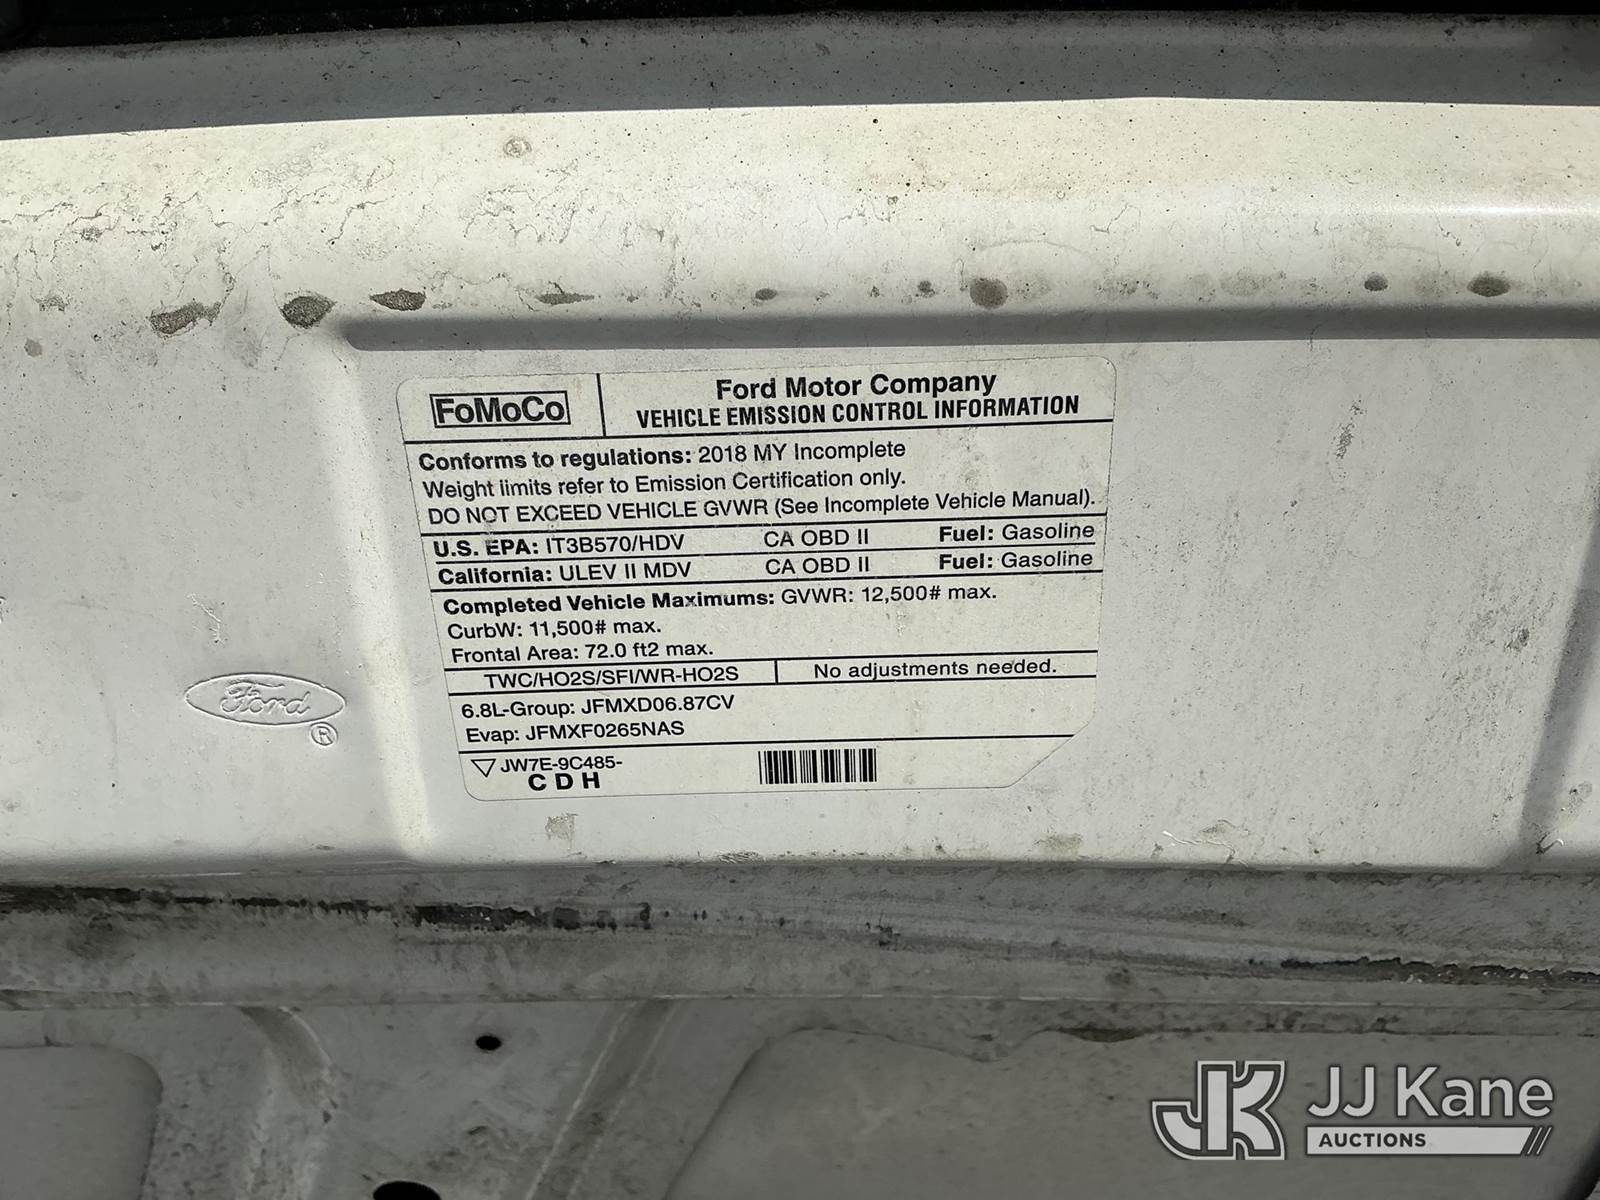 FoMoCo
Ford Motor Company
VEHICLE EMISSION CONTROL INFORMATION
Conforms to regulations: 2018 MY Incomplete
Weight limits refer to Emission Certification only.
DO NOT EXCEED VEHICLE GVWR (See Incomplete Vehicle Manual).
U.S. EPA: IT3B570/HDV CA OBD II Fuel: Gasoline
California: ULEV II MDV CA OBD II Fuel: Gasoline
Completed Vehicle Maximums: GVWR: 12,500# max.
CurbW: 11,500# max.
Frontal Area: 72.0 ft2 max.
TWC/HO2S/SFI/WR-HO2S No adjustments needed.
6.8L-Group: JFMXD06.87CV
Evap: JFMXF0265NAS
JW7E-9C485-
C D H
Ford
®
JK JJ Kane
AUCTIONS